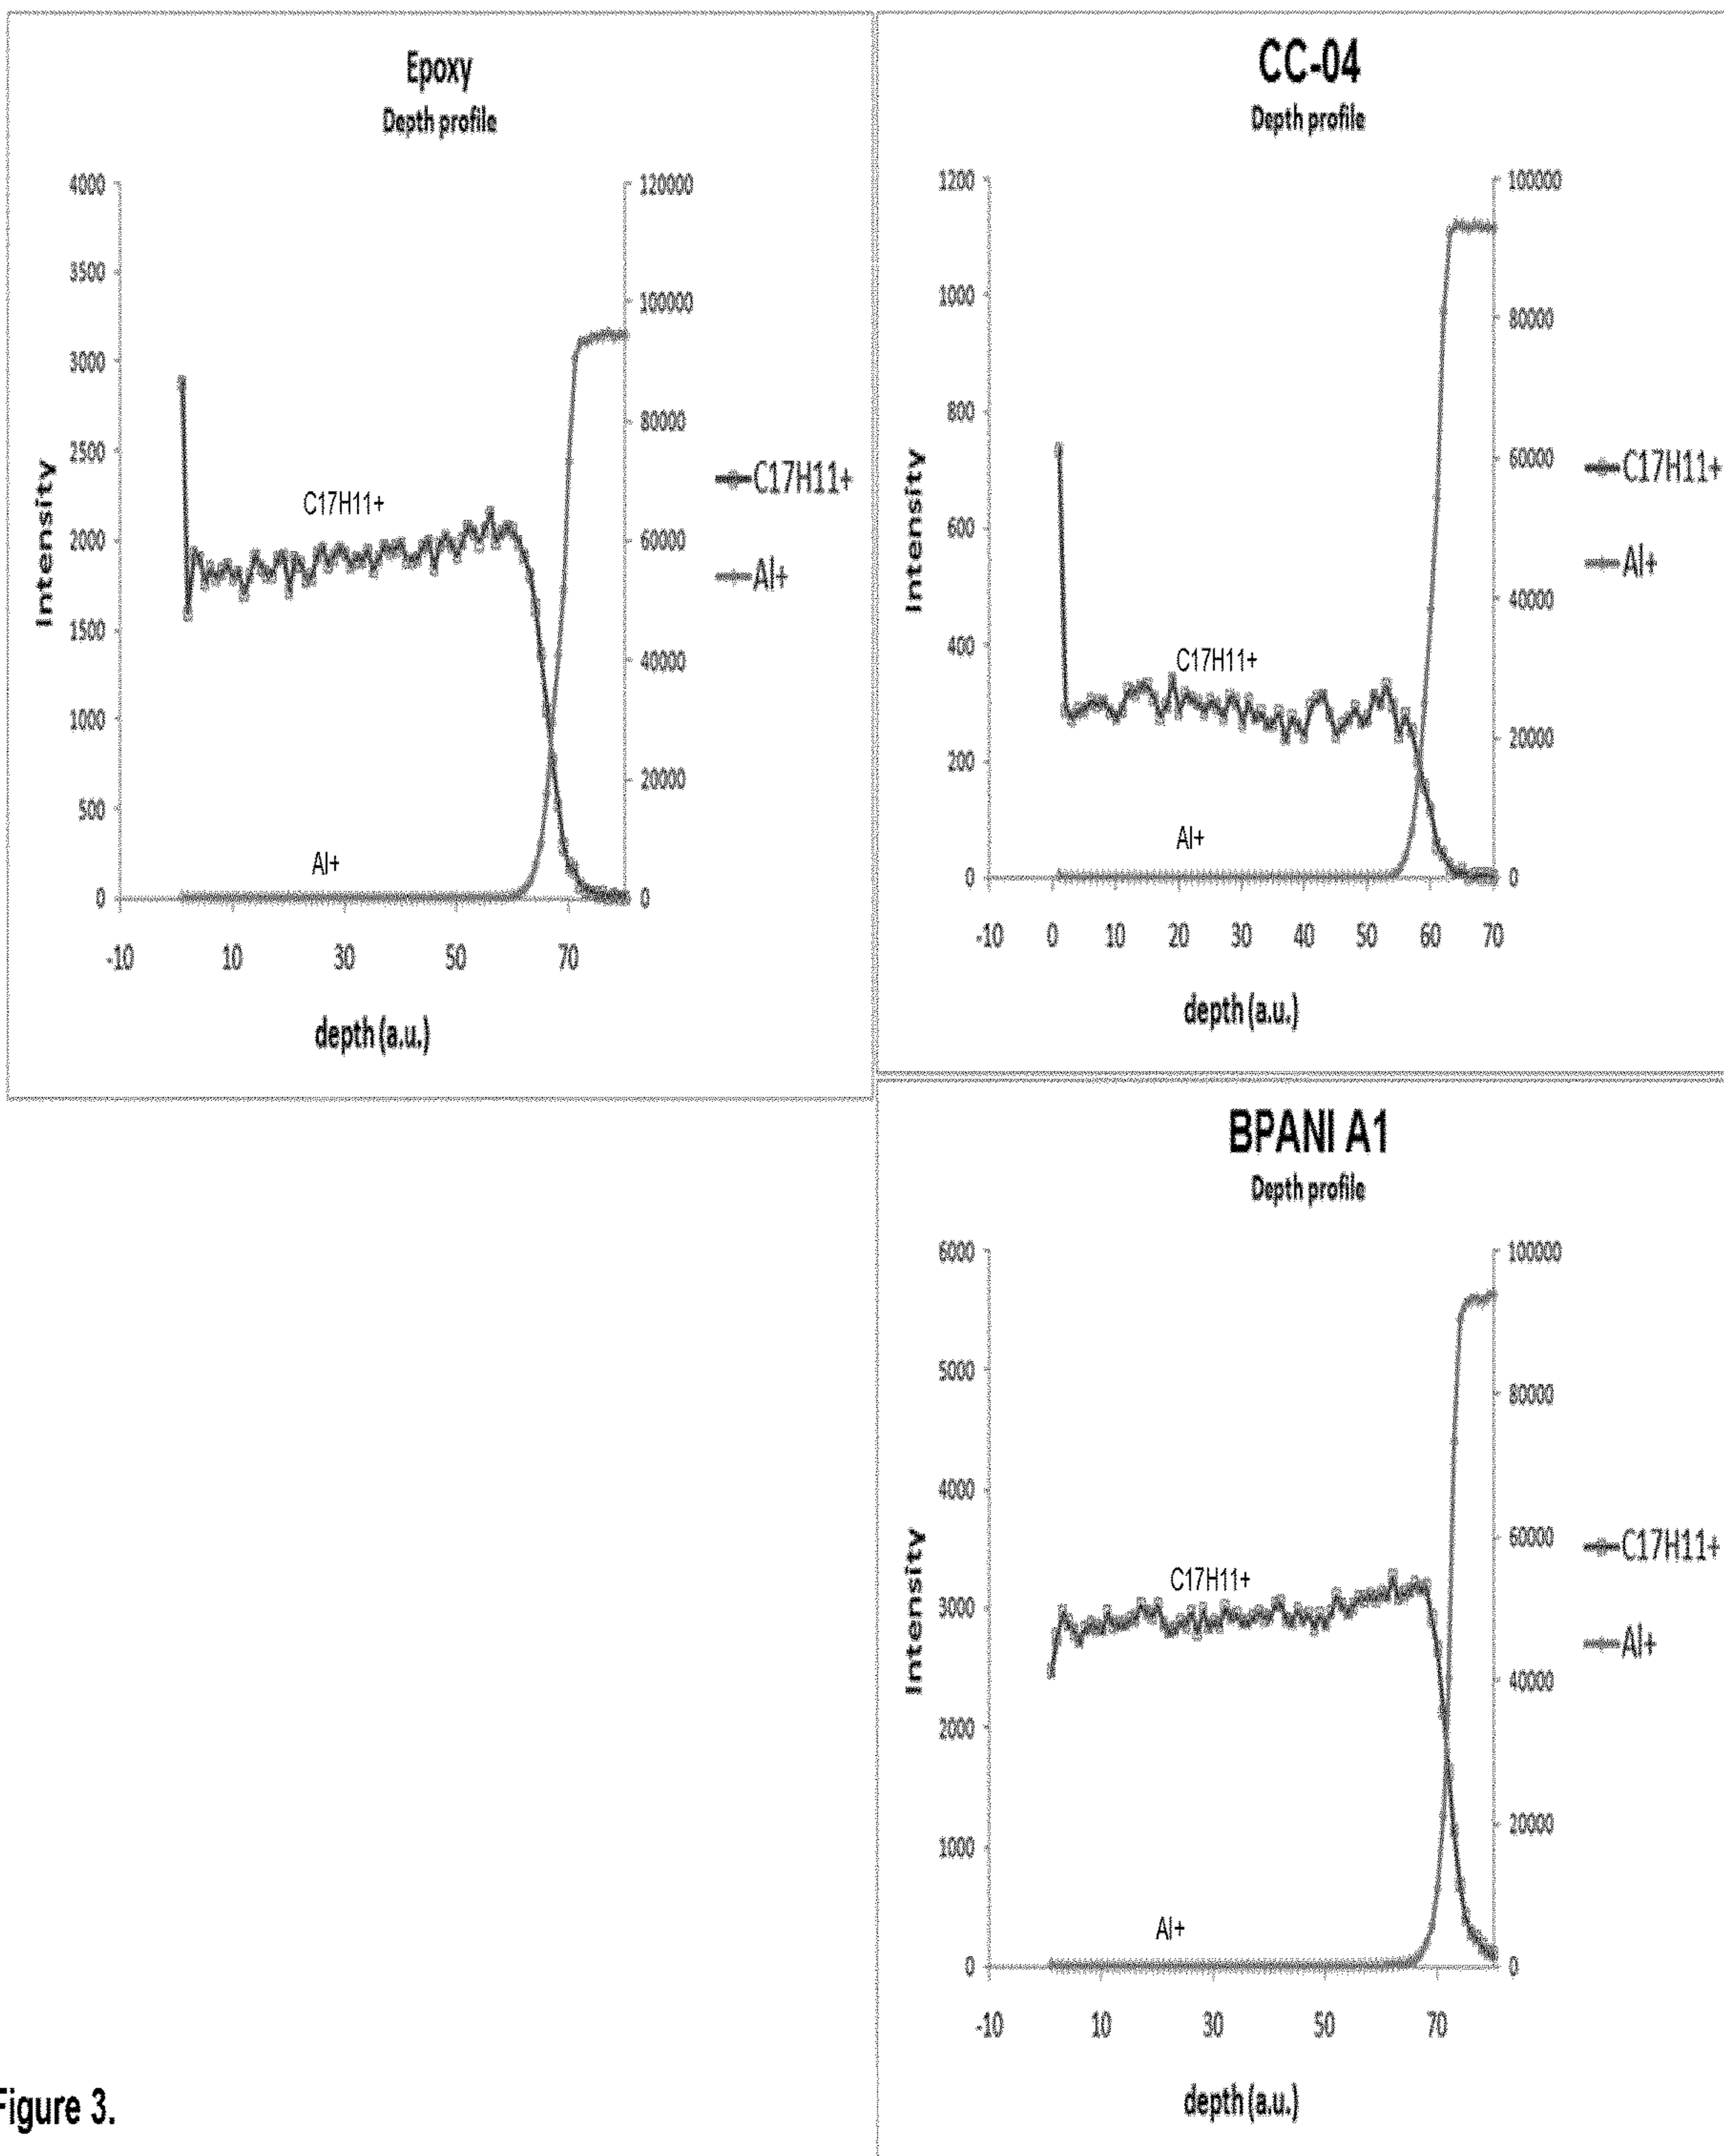 Epoxy
Depth profile
4000
3500
3000
2500
2000
1500
1000
500
0
120000
100000
80000
60000
40000
20000
0
Intensity
C17H11+
Al+
C17H11+
Al+
-10 10 30 50 70
depth (a.u.)
CC-04
Depth profile
1200
1000
800
600
400
200
0
100000
80000
60000
40000
20000
0
Intensity
C17H11+
Al+
C17H11+
Al+
-10 0 10 20 30 40 50 60 70
depth (a.u.)
BPANI A1
Depth profile
6000
5000
4000
3000
2000
1000
0
100000
80000
60000
40000
20000
0
Intensity
C17H11+
Al+
C17H11+
Al+
-10 10 30 50 70
depth (a.u.)
Figure 3.